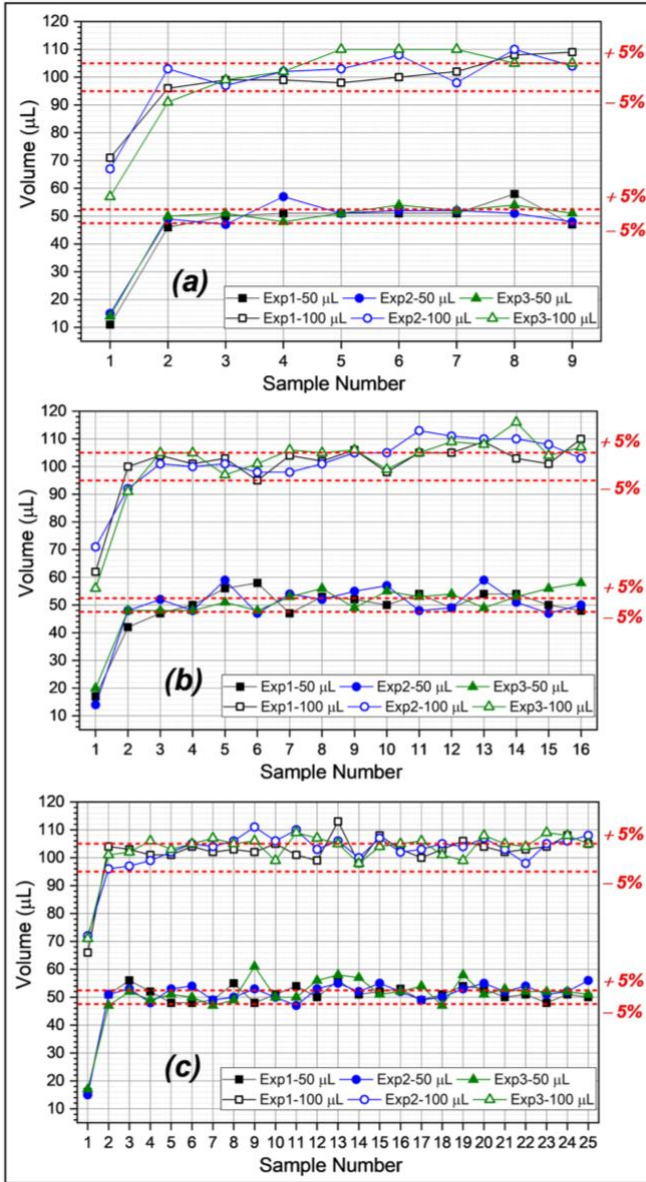 120
110
100
90
80
70
60
50
40
30
20
10
Volume (μL)
+ 5%
– 5%
+ 5%
– 5%
(a)
Exp1-50 μL Exp2-50 μL Exp3-50 μL
Exp1-100 μL Exp2-100 μL Exp3-100 μL
1 2 3 4 5 6 7 8 9
Sample Number
120
110
100
90
80
70
60
50
40
30
20
10
Volume (μL)
+ 5%
– 5%
+ 5%
– 5%
(b)
Exp1-50 μL Exp2-50 μL Exp3-50 μL
Exp1-100 μL Exp2-100 μL Exp3-100 μL
1 2 3 4 5 6 7 8 9 10 11 12 13 14 15 16
Sample Number
120
110
100
90
80
70
60
50
40
30
20
10
Volume (μL)
+ 5%
– 5%
+ 5%
– 5%
(c)
Exp1-50 μL Exp2-50 μL Exp3-50 μL
Exp1-100 μL Exp2-100 μL Exp3-100 μL
1 2 3 4 5 6 7 8 9 10 11 12 13 14 15 16 17 18 19 20 21 22 23 24 25
Sample Number